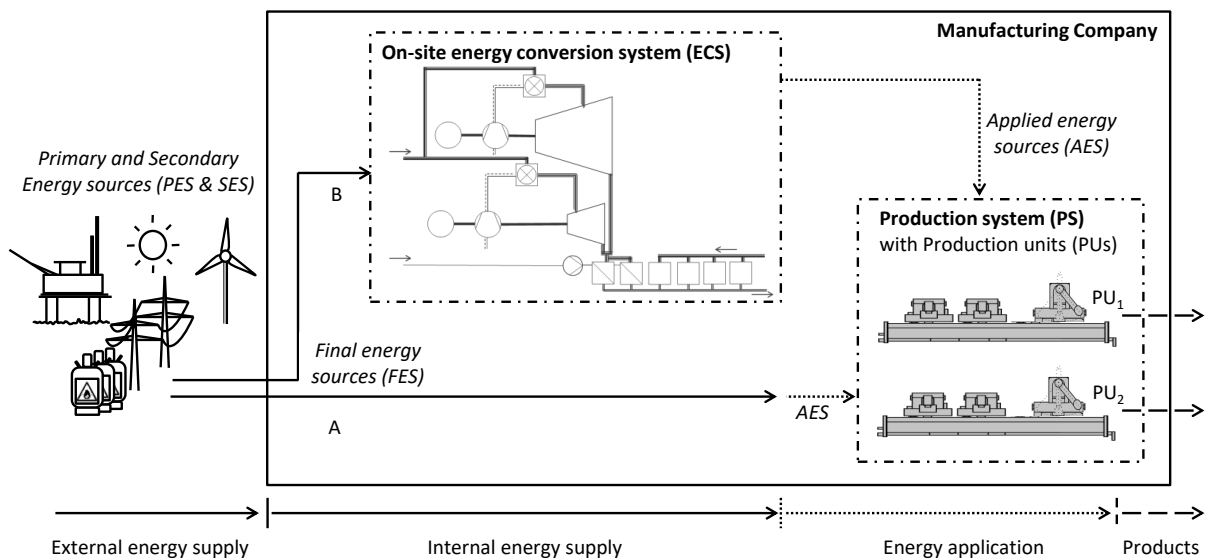 Manufacturing Company
On-site energy conversion system (ECS)
Applied energy
sources (AES)
Primary and Secondary
Energy sources (PES & SES)
B
Production system (PS)
with Production units (PUs)
PU1
Final energy
sources (FES)
PU2
AES
A
External energy supply
Internal energy supply
Energy application
Products